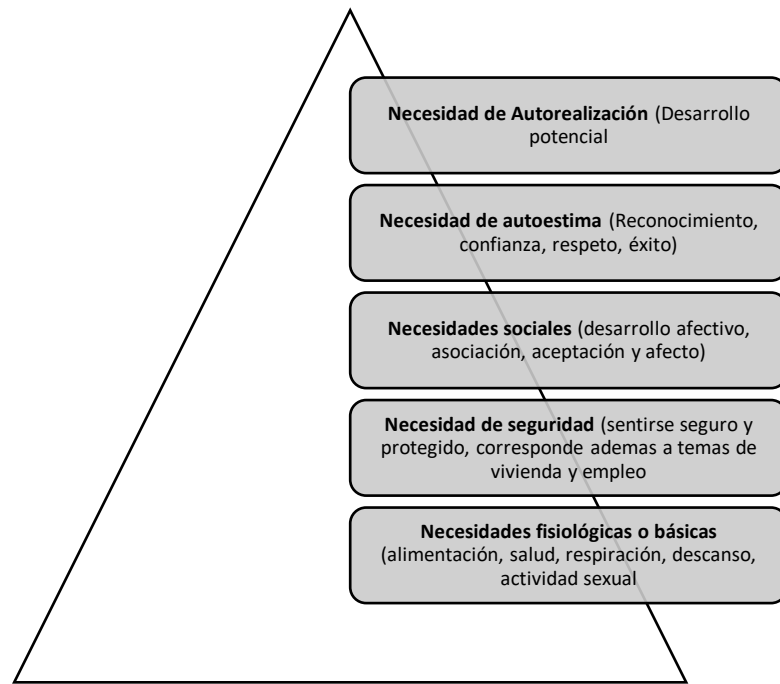 Necesidad de Autorealización (Desarrollo
potencial
Necesidad de autoestima (Reconocimiento,
confianza, respeto, éxito)
Necesidades sociales (desarrollo afectivo,
asociación, aceptación y afecto)
Necesidad de seguridad (sentirse seguro y
protegido, corresponde ademas a temas de
vivienda y empleo
Necesidades fisiológicas o básicas
(alimentación, salud, respiración, descanso,
actividad sexual